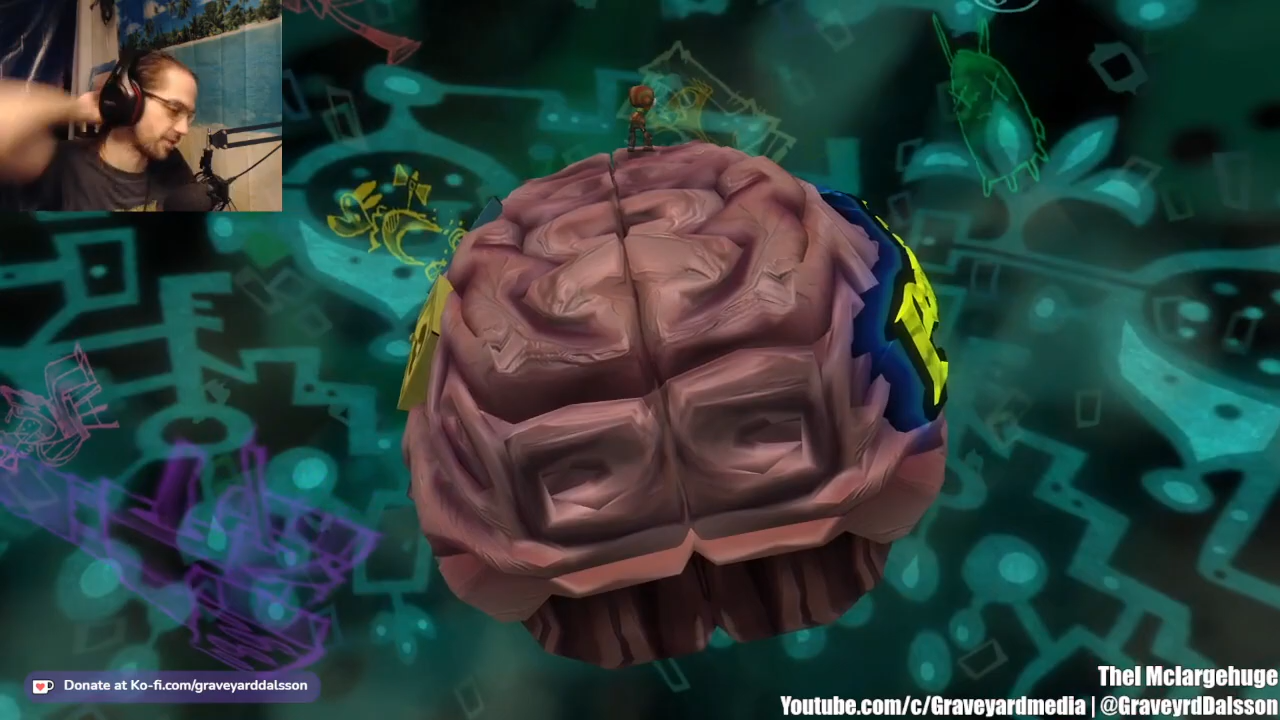 Donate at Ko-fi.com/graveyarddalsson
Thel Mclargehuge
Youtube.com/c/Graveyardmedia | @GraveyrdDalsson